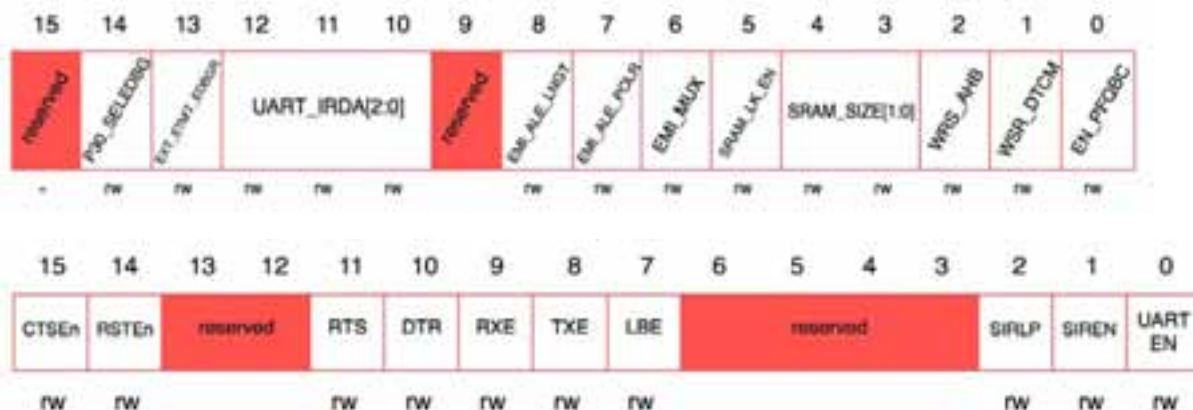 15 14 13 12 11 10 9 8 7 6 5 4 3 2 1 0
reserved P30_SELEDBG EXT_ETM7_EDBGR UART_IRDA[2:0] reserved EMI_ALE_LNGT EMI_ALE_POLR EMI_MUX SRAM_LK_EN SRAM_SIZE[1:0] WRS_AHB WSR_DTCM EN_PFQBC
- rw rw rw rw rw rw rw rw rw rw rw rw rw rw
15 14 13 12 11 10 9 8 7 6 5 4 3 2 1 0
CTSEn RSTEn reserved RTS DTR RXE TXE LBE reserved SIRLP SIREN UART
EN
rw rw rw rw rw rw rw rw rw rw